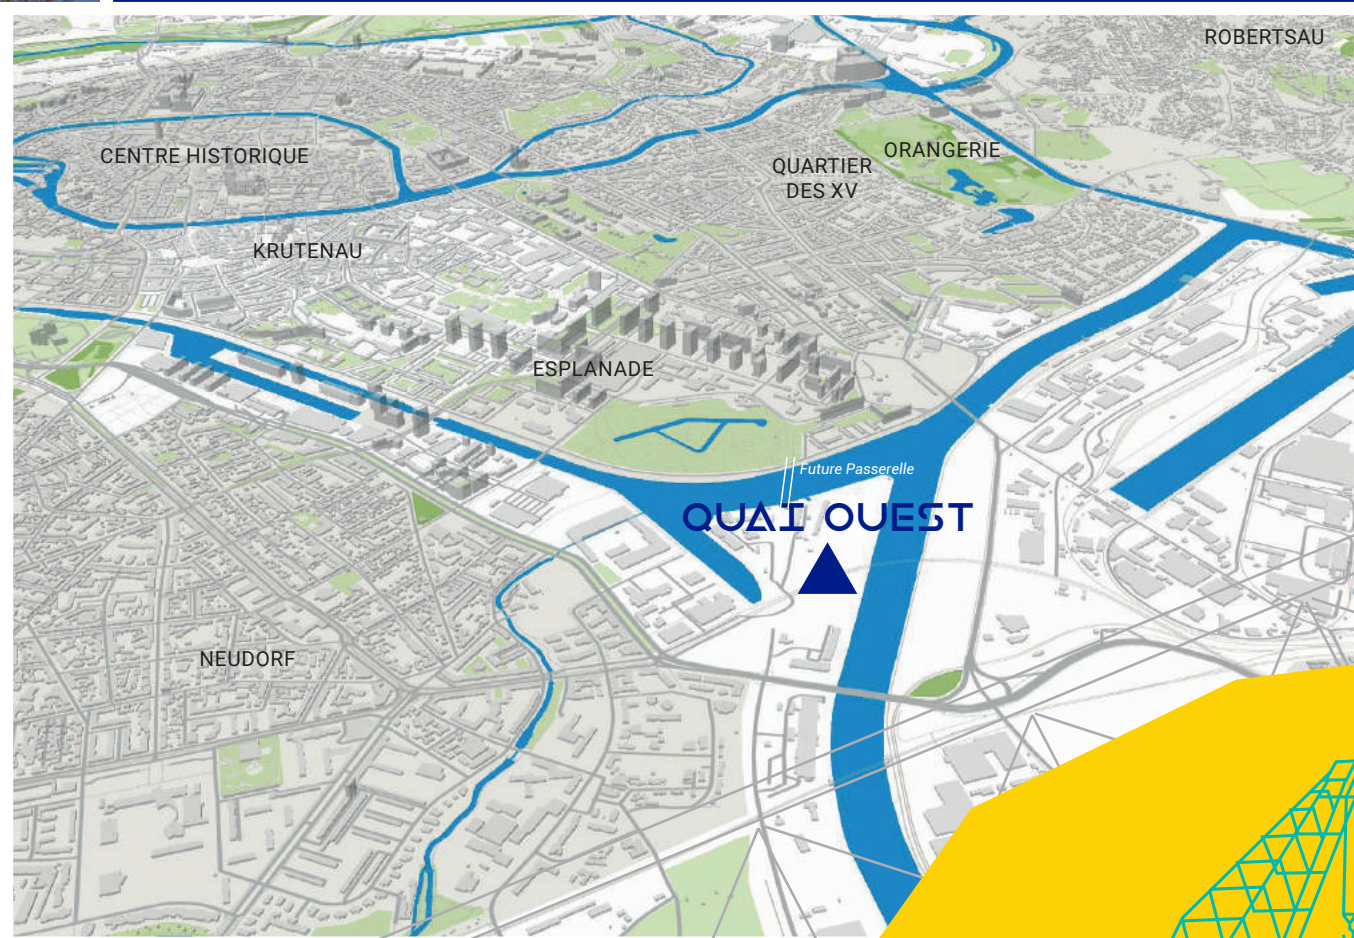 ROBERTSAU
CENTRE HISTORIQUE
ORANGERIE
QUARTIER
DES XV
KRUTENAU
ESPLANADE
Future Passerelle
QUAI OUEST
NEUDORF